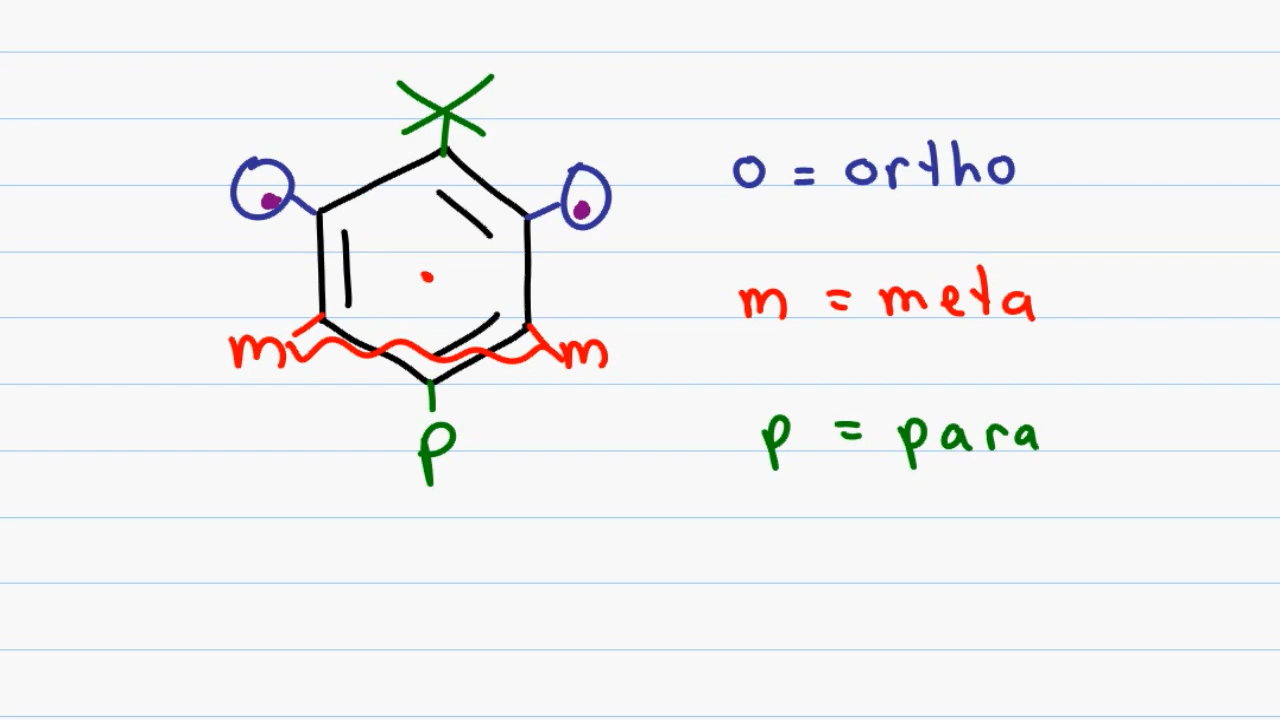 X
O O
o = ortho
m = meta
m m
p = para
p